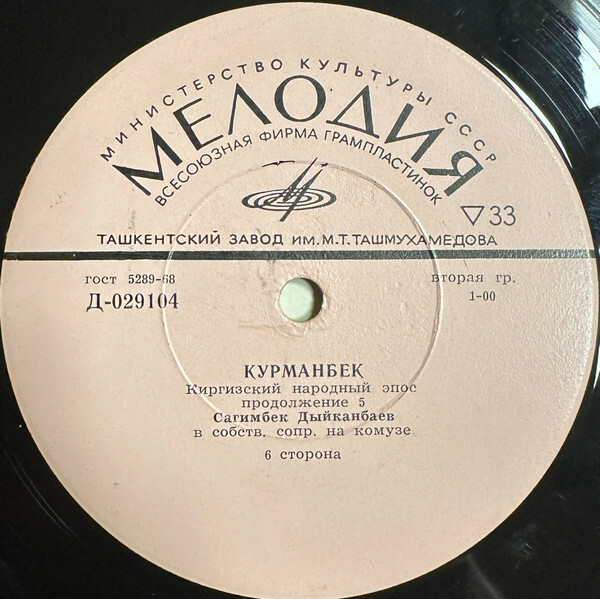 МИНИСТЕРСТВО КУЛЬТУРЫ СССР
МЕЛОДИЯ
ВСЕСОЮЗНАЯ ФИРМА ГРАМПЛАСТИНОК
▽33
ТАШКЕНТСКИЙ ЗАВОД ИМ. М.Т. ТАШМУХАМЕДОВА
гост 5289-68
вторая гр.
Д-029104
1-00
КУРМАНБЕК
Киргизский народный эпос
продолжение 5
Сагимбек Дыйканбаев
в собств. сопр. на комузе
6 сторона